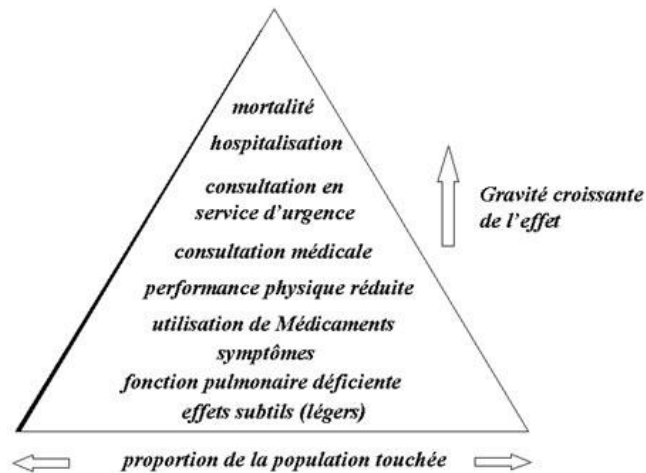 mortalité
hospitalisation
consultation en
service d'urgence
Gravité croissante
de l'effet
consultation médicale
performance physique réduite
utilisation de Médicaments
symptômes
fonction pulmonaire déficiente
effets subtils (légers)
proportion de la population touchée